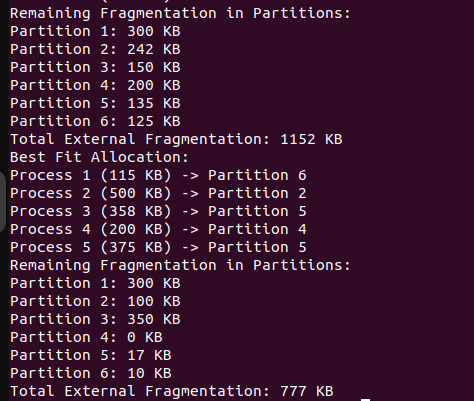 Remaining Fragmentation in Partitions:
Partition 1: 300 KB
Partition 2: 242 KB
Partition 3: 150 KB
Partition 4: 200 KB
Partition 5: 135 KB
Partition 6: 125 KB
Total External Fragmentation: 1152 KB
Best Fit Allocation:
Process 1 (115 KB) -> Partition 6
Process 2 (500 KB) -> Partition 2
Process 3 (358 KB) -> Partition 5
Process 4 (200 KB) -> Partition 4
Process 5 (375 KB) -> Partition 5
Remaining Fragmentation in Partitions:
Partition 1: 300 KB
Partition 2: 100 KB
Partition 3: 350 KB
Partition 4: 0 KB
Partition 5: 17 KB
Partition 6: 10 KB
Total External Fragmentation: 777 KB